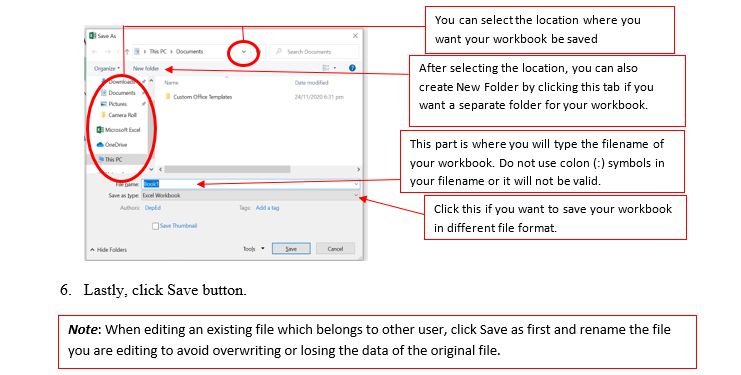 Save As
This PC > Documents
Search Documents
Organize
New folder
Downloads
Documents
Pictures
Camera Roll
Microsoft Excel
OneDrive
This PC
Name
Date modified
Custom Office Templates
24/11/2020 6:31 pm
File name: Book1
Save as type: Excel Workbook
Authors: DepEd
Tags: Add a tag
Save Thumbnail
Hide Folders
Tools
Save
Cancel
You can select the location where you
want your workbook be saved
After selecting the location, you can also
create New Folder by clicking this tab if you
want a separate folder for your workbook.
This part is where you will type the filename of
your workbook. Do not use colon (:) symbols in
your filename or it will not be valid.
Click this if you want to save your workbook
in different file format.
6. Lastly, click Save button.
Note: When editing an existing file which belongs to other user, click Save as first and rename the file
you are editing to avoid overwriting or losing the data of the original file.